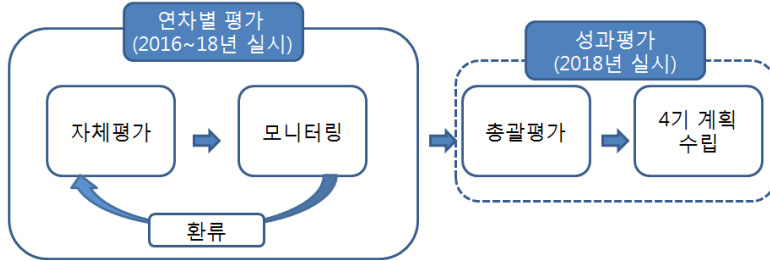 연차별 평가
(2016~18년 실시)
자체평가
모니터링
환류
성과평가
(2018년 실시)
총괄평가
4기 계획
수립